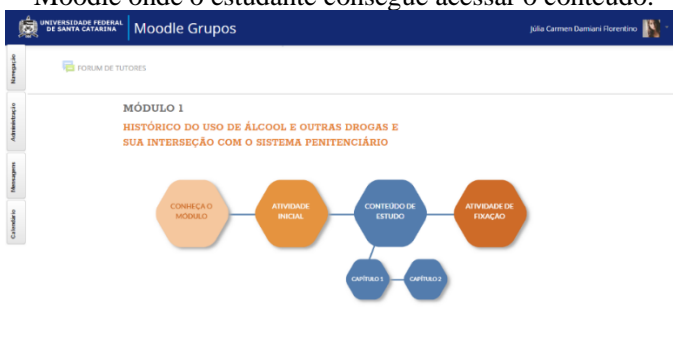 Moodle onde o estudante consegue acessar o conteúdo.
UNIVERSIDADE FEDERAL
DE SANTA CATARINA
Moodle Grupos
Júlia Carmen Damiani Florentino
Navegação
Administração
Mensagens
Calendário
FORUM DE TUTORES
MÓDULO 1
HISTÓRICO DO USO DE ÁLCOOL E OUTRAS DROGAS E
SUA INTERSEÇÃO COM O SISTEMA PENITENCIÁRIO
CONHEÇA O
MÓDULO
ATIVIDADE
INICIAL
CONTEÚDO DE
ESTUDO
ATIVIDADE DE
FIXAÇÃO
CAPÍTULO 1
CAPÍTULO 2